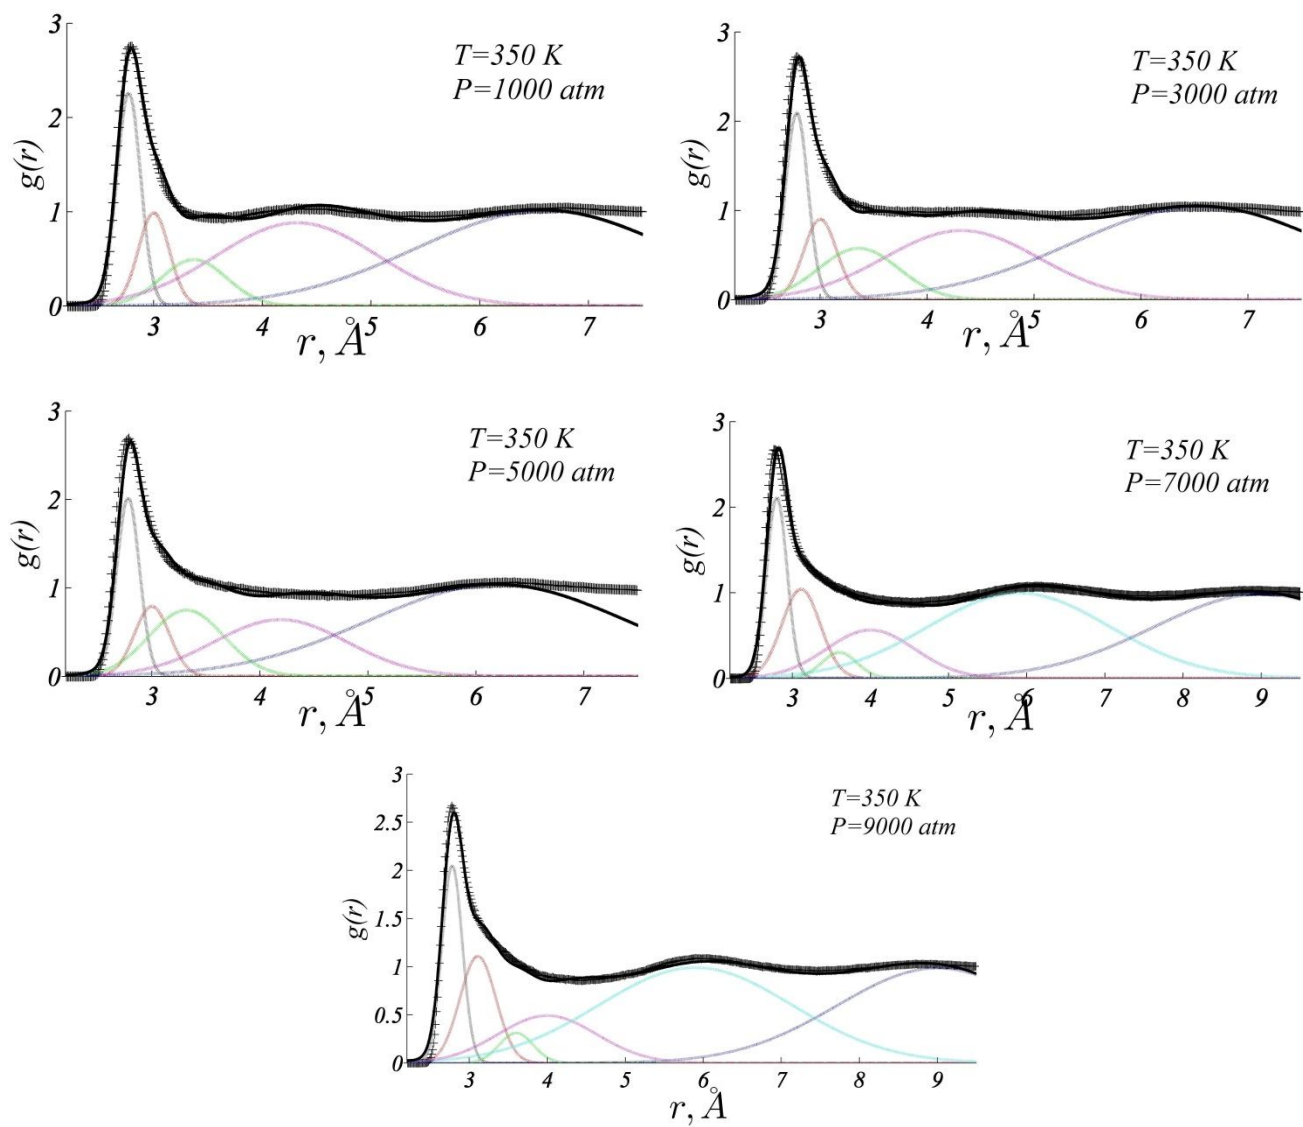 3
T=350 K
P=1000 atm
2
g(r)
1
0
3 4 5 6 7
r, Å
3
T=350 K
P=3000 atm
2
g(r)
1
0
3 4 5 6 7
r, Å
3
T=350 K
P=5000 atm
2
g(r)
1
0
3 4 5 6 7
r, Å
3
T=350 K
P=7000 atm
2
g(r)
1
0
3 4 5 6 7 8 9
r, Å
3
T=350 K
P=9000 atm
2.5
2
1.5
g(r)
1
0.5
0
3 4 5 6 7 8 9
r, Å